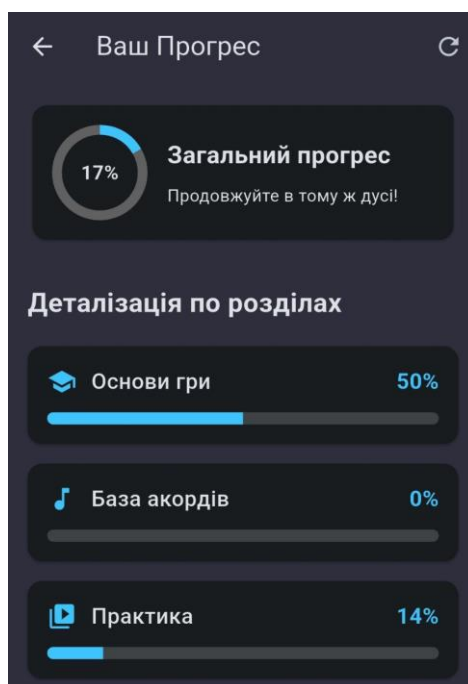 Ваш Прогрес
17%
Загальний прогрес
Продовжуйте в тому ж дусі!
Деталізація по розділах
Основи гри 50%
База акордів 0%
Практика 14%